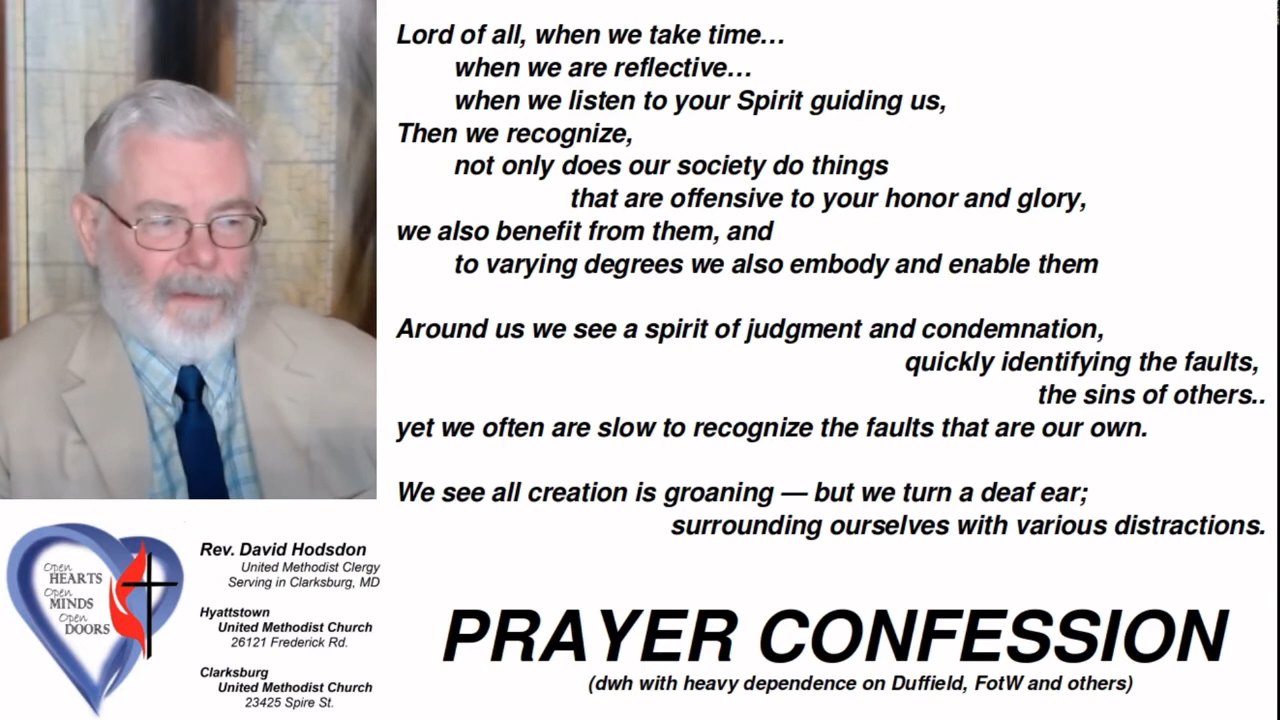 Lord of all, when we take time…
when we are reflective…
when we listen to your Spirit guiding us,
Then we recognize,
not only does our society do things
that are offensive to your honor and glory,
we also benefit from them, and
to varying degrees we also embody and enable them
Around us we see a spirit of judgment and condemnation,
quickly identifying the faults,
the sins of others..
yet we often are slow to recognize the faults that are our own.
We see all creation is groaning — but we turn a deaf ear;
surrounding ourselves with various distractions.
PRAYER CONFESSION
(dwh with heavy dependence on Duffield, FotW and others)
Open
HEARTS
Open
MINDS
Open
DOORS
Rev. David Hodsdon
United Methodist Clergy
Serving in Clarksburg, MD
Hyattstown
United Methodist Church
26121 Frederick Rd.
Clarksburg
United Methodist Church
23425 Spire St.